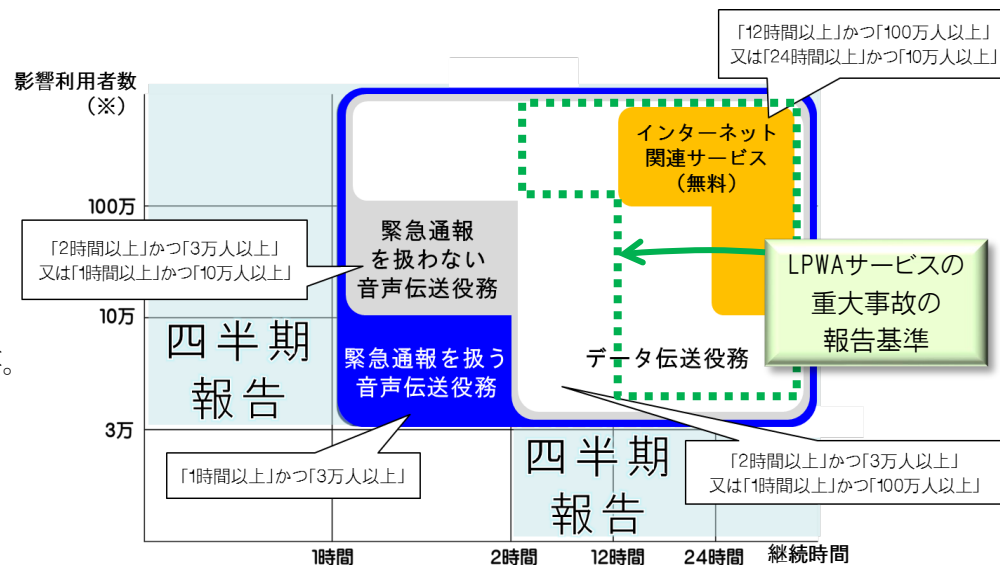 「12時間以上」かつ「100万人以上」
又は「24時間以上」かつ「10万人以上」
影響利用者数
（※）
インターネット
関連サービス
（無料）
100万
「2時間以上」かつ「3万人以上」
又は「1時間以上」かつ「10万人以上」
緊急通報
を扱わない
音声伝送役務
LPWAサービスの
重大事故の
報告基準
10万
四半期
報告
緊急通報を扱う
音声伝送役務
データ伝送役務
。
3万
「1時間以上」かつ「3万人以上」
四半期
報告
「2時間以上」かつ「3万人以上」
又は「1時間以上」かつ「100万人以上」
1時間
2時間
12時間
24時間
継続時間